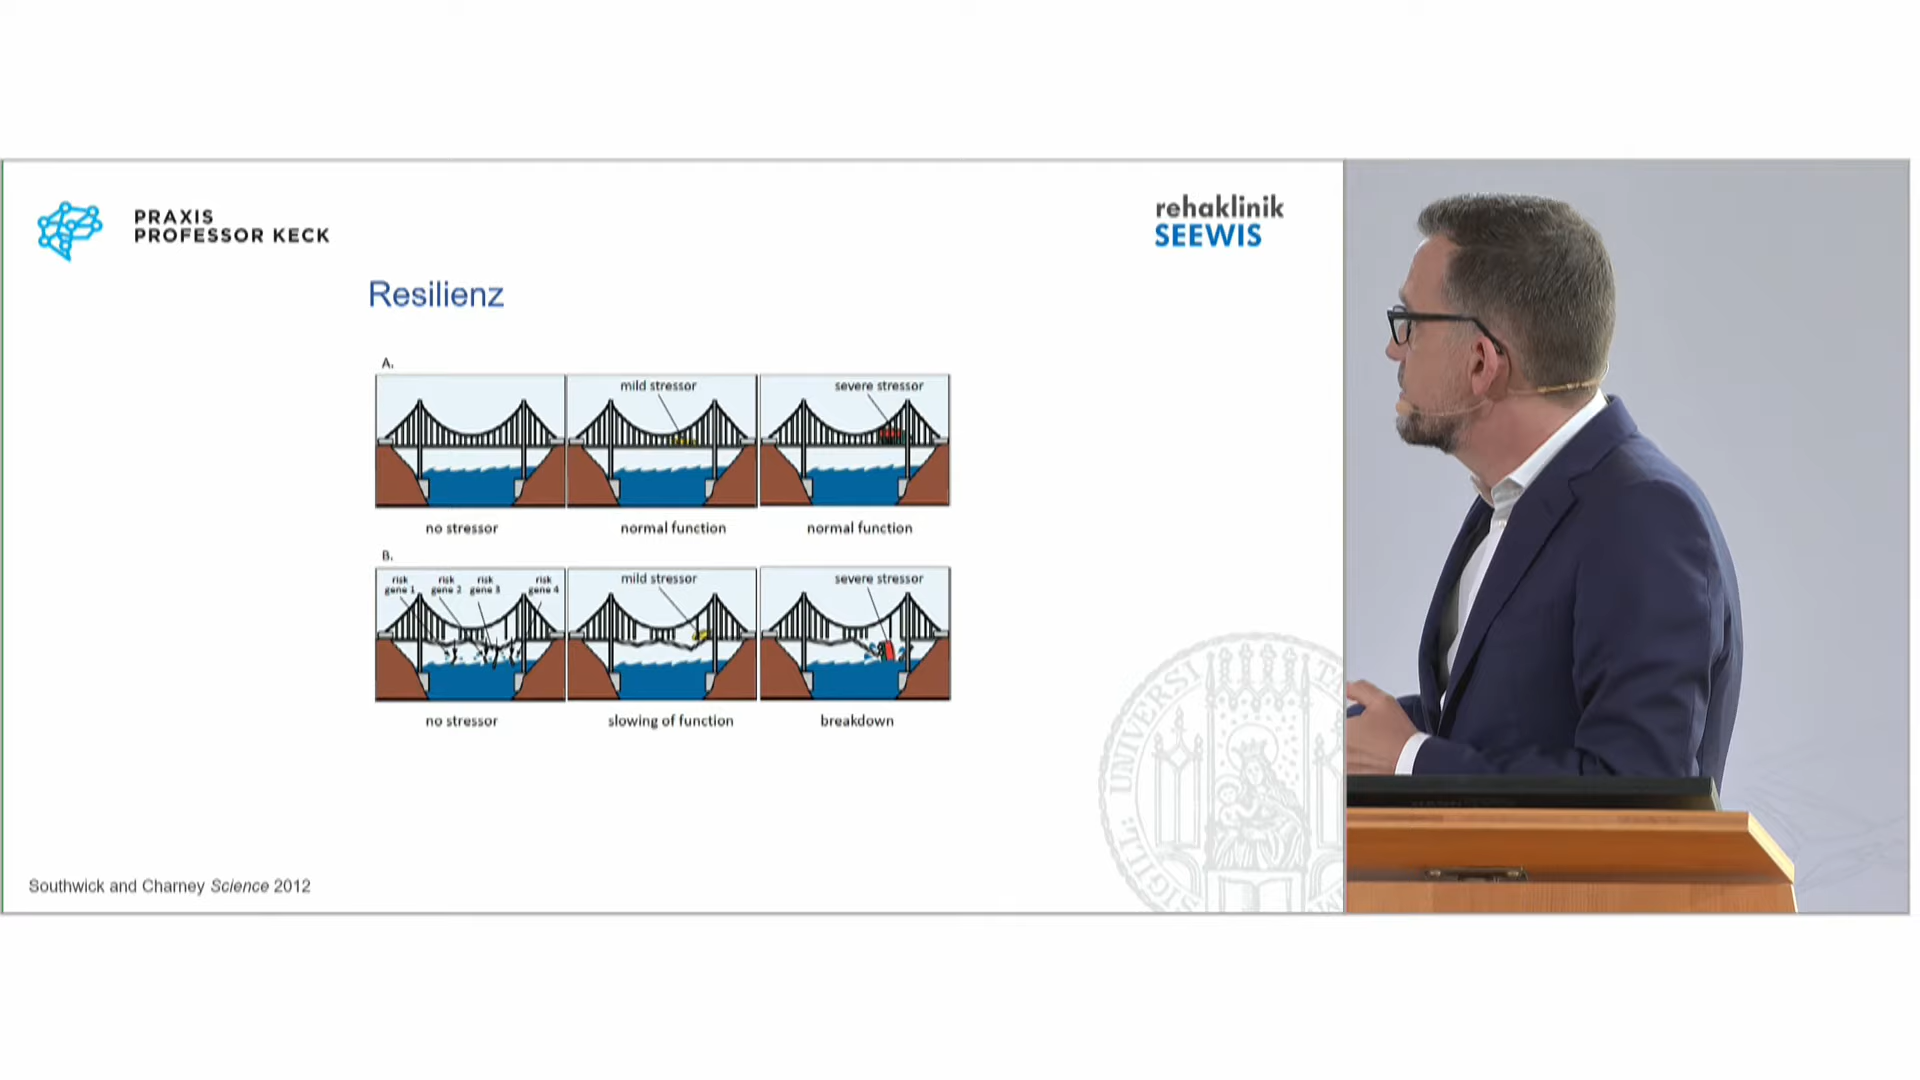 PRAXIS
PROFESSOR KECK
rehaklinik
SEEWIS
Resilienz
A.
mild stressor
severe stressor
no stressor
normal function
normal function
B.
risk gene 1
risk gene 2
risk gene 3
risk gene 4
mild stressor
severe stressor
no stressor
slowing of function
breakdown
SIGILL: UNIVERSI
Southwick and Charney Science 2012